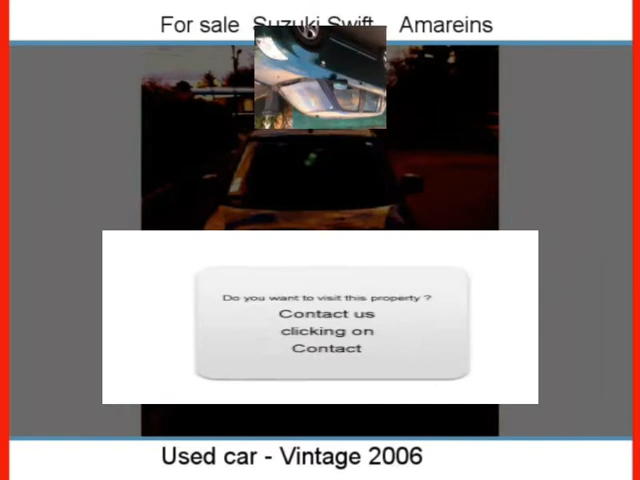 For sale Suzuki Swift - Amareins
Do you want to visit this property ?
Contact us
clicking on
Contact
Used car - Vintage 2006